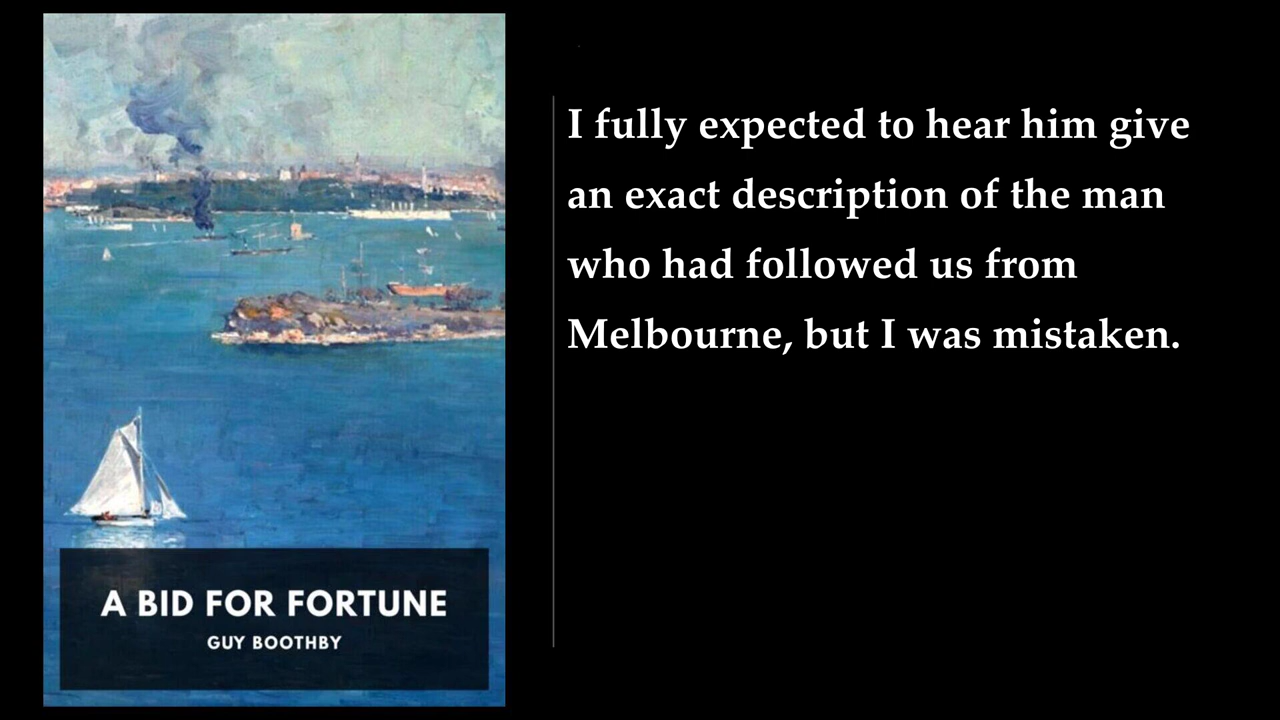 I fully expected to hear him give
an exact description of the man
who had followed us from
Melbourne, but I was mistaken.
A BID FOR FORTUNE
GUY BOOTHBY